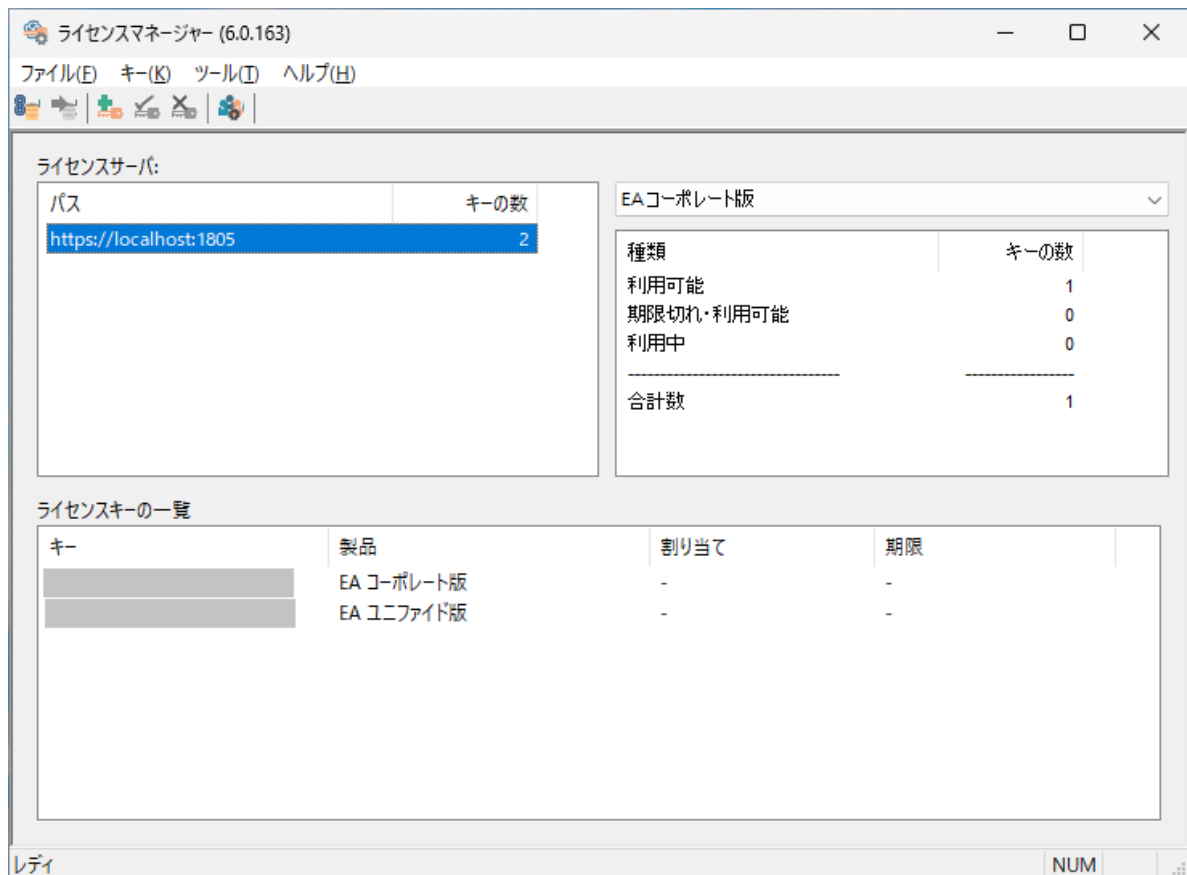 ライセンスマネージャー (6.0.163)
ファイル(F) キー(K) ツール(T) ヘルプ(H)
ライセンスサーバ:
パス キーの数
https://localhost:1805 2
EAコーポレート版
種類 キーの数
利用可能 1
期限切れ・利用可能 0
利用中 0
-------------------------------- -----------------
合計数 1
ライセンスキーの一覧
キー 製品 割り当て 期限
EA コーポレート版 - -
EA ユニファイド版 - -
レディ NUM